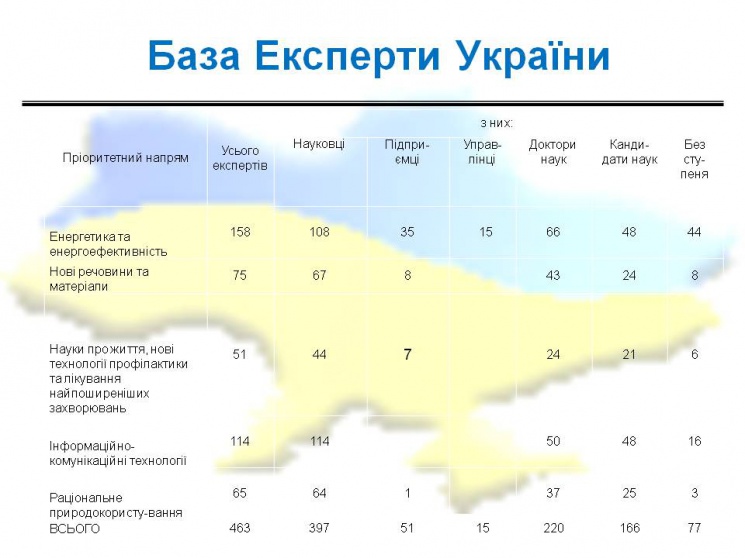 База Експерти України
з них:
Пріоритетний напрям Усього експертів Науковці Підпри-ємці Управ-лінці Доктори наук Канди-дати наук Без сту-пеня
Енергетика та 158 108 35 15 66 48 44
енергоефективність
Нові речовини та 75 67 8 43 24 8
матеріали
Науки про життя, нові 51 44 7 24 21 6
технології профілактики
та лікування
найпоширеніших
захворювань
Інформаційно- 114 114 50 48 16
комунікаційні технології
Раціональне 65 64 1 37 25 3
природокористу-вання
ВСЬОГО 463 397 51 15 220 166 77